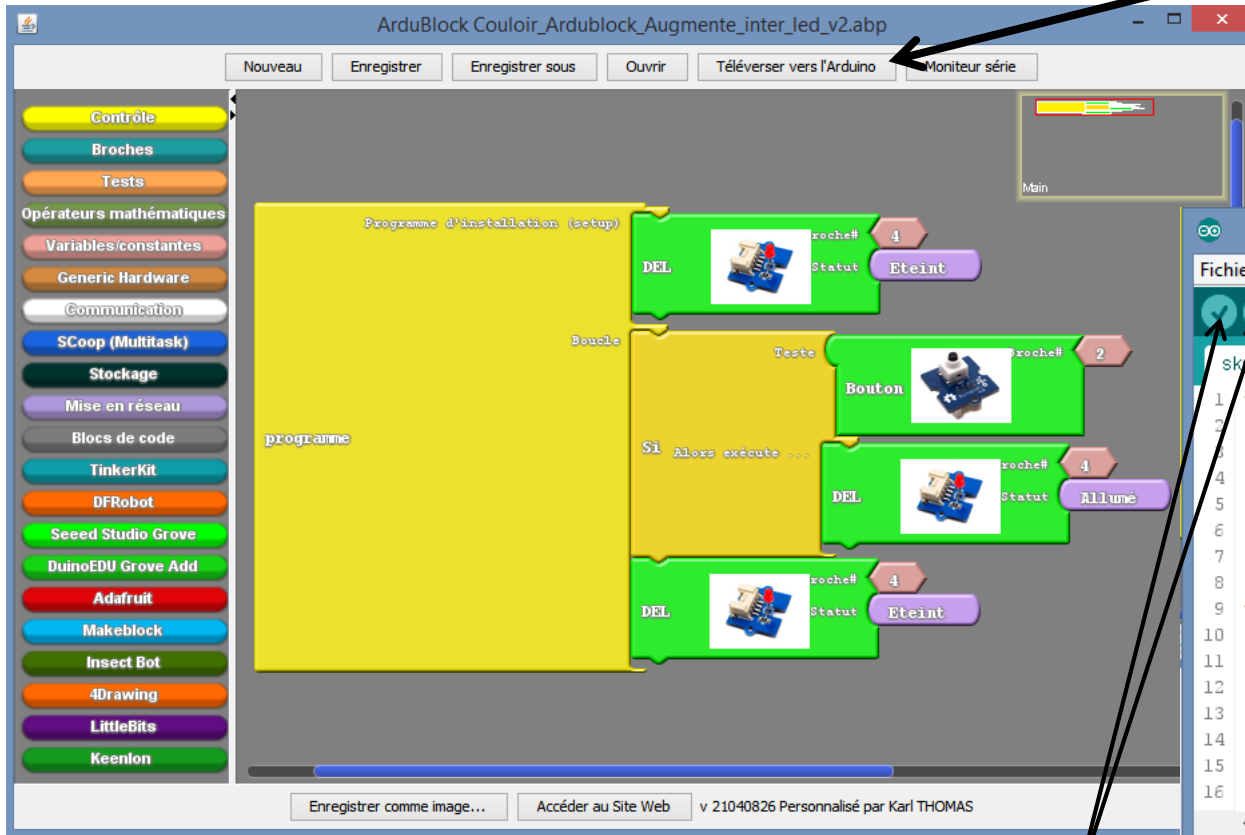 ArduBlock Couloir_Ardublock_Augmente_inter_led_v2.abp
Nouveau Enregistrer Enregistrer sous Ouvrir Téléverser vers l'Arduino Moniteur série
Contrôle
Broches
Tests
Opérateurs mathématiques
Variables/constantes
Generic Hardware
Communication
SCoop (Multitask)
Stockage
Mise en réseau
Blocs de code
TinkerKit
DFRobot
Seeed Studio Grove
DuinoEDU Grove Add
Adafruit
Makeblock
Insect Bot
4Drawing
LittleBits
Keenlon
Main
programme
Programme d'installation (setup)
DEL roche# 4
Statut Eteint
Boucle
Si
Teste
Bouton Broche# 2
Alors exécute ...
DEL roche# 4
Statut Allumé
DEL roche# 4
Statut Eteint
Fichie
sk
1
2
3
4
5
6
7
8
9
10
11
12
13
14
15
16
Enregistrer comme image... Accéder au Site Web v 21040826 Personnalisé par Karl THOMAS